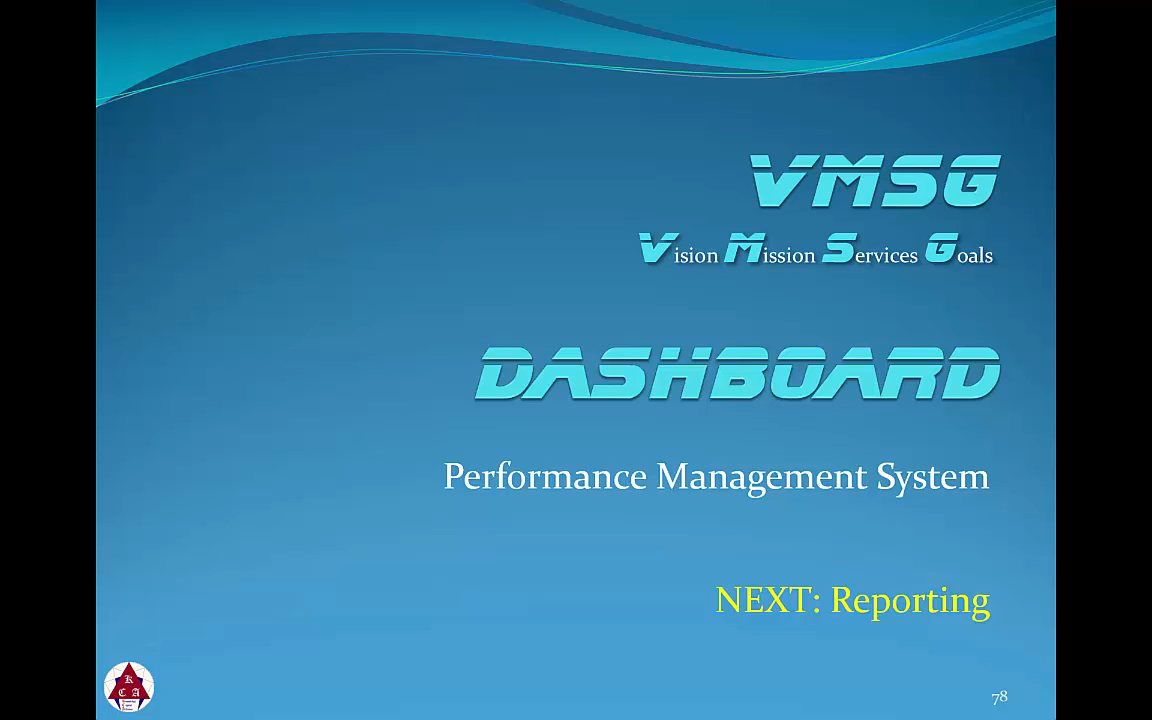 VMSG
Vision Mission Services Goals
DASHBOARD
Performance Management System
NEXT: Reporting
K
C A
78